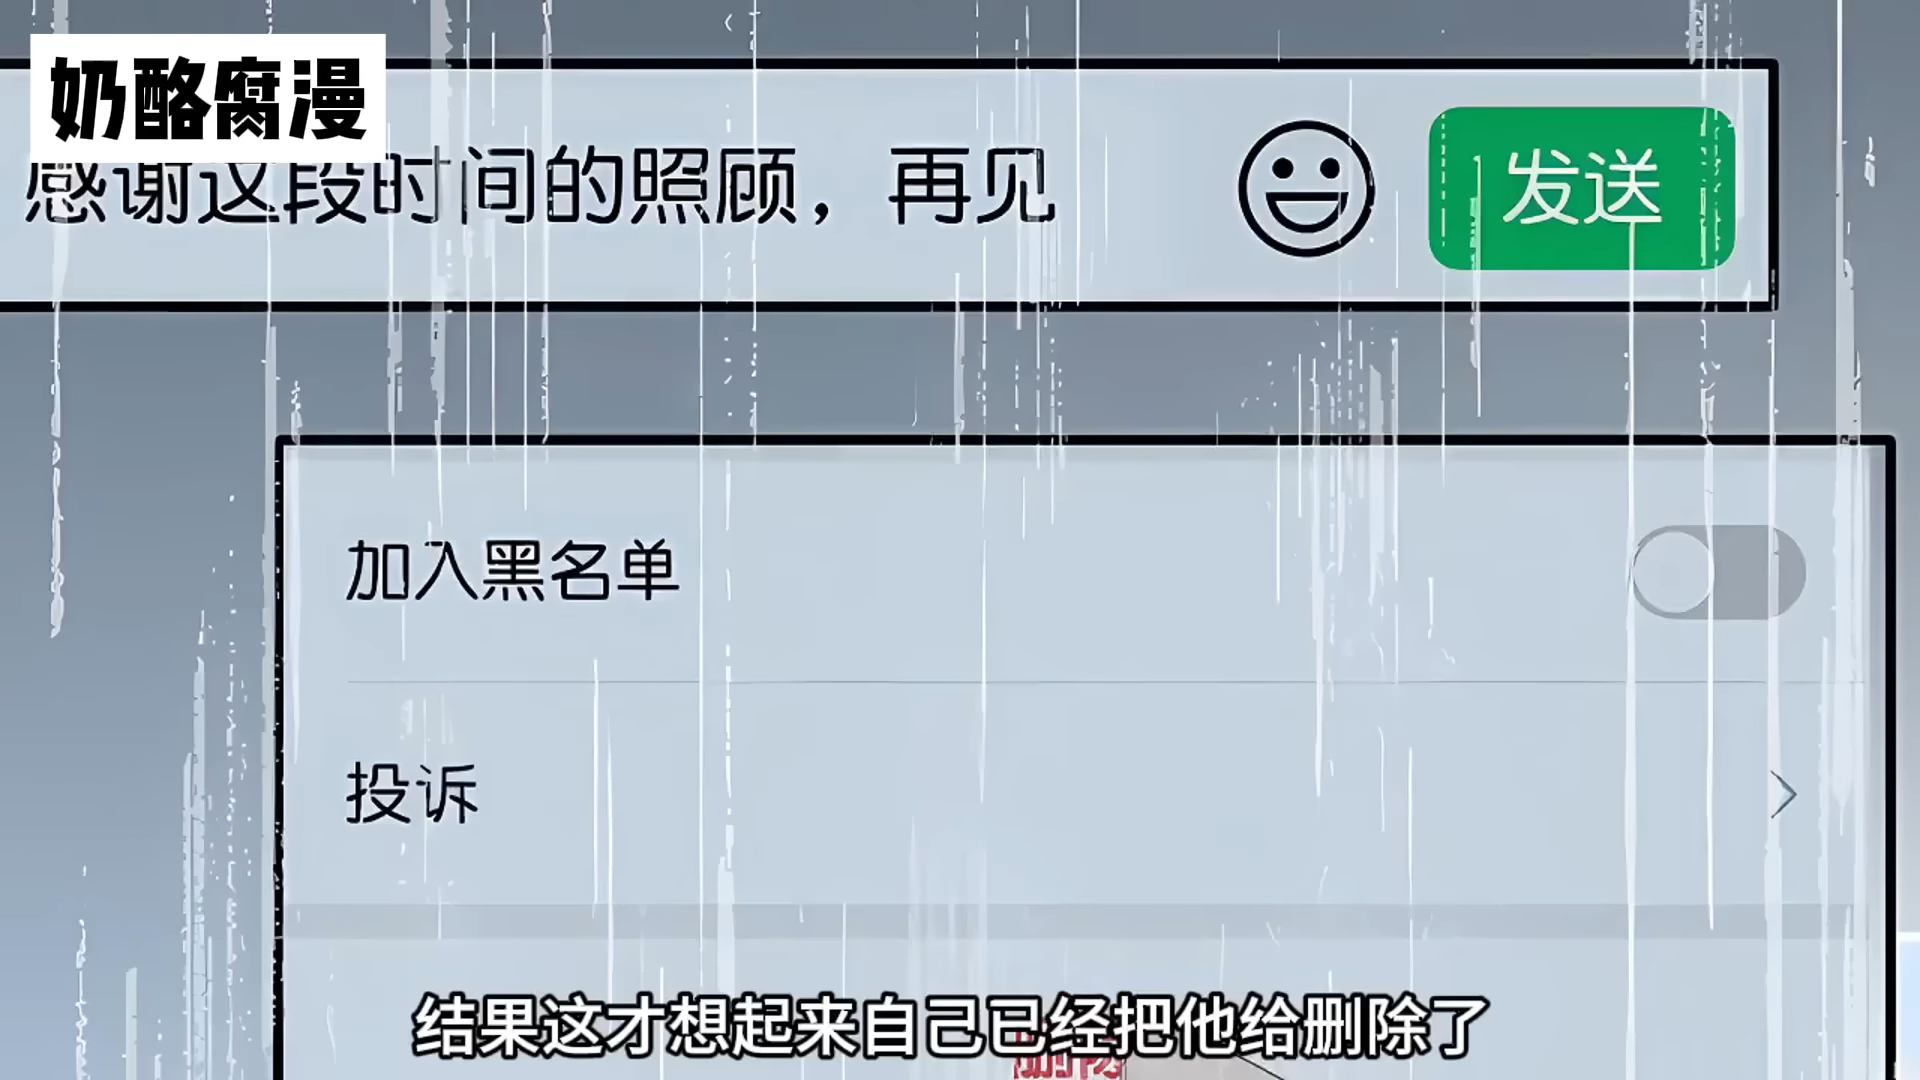 奶酪腐漫
感谢这段时间的照顾，再见
发送
加入黑名单
投诉
结果这才想起来自己已经把他给删除了